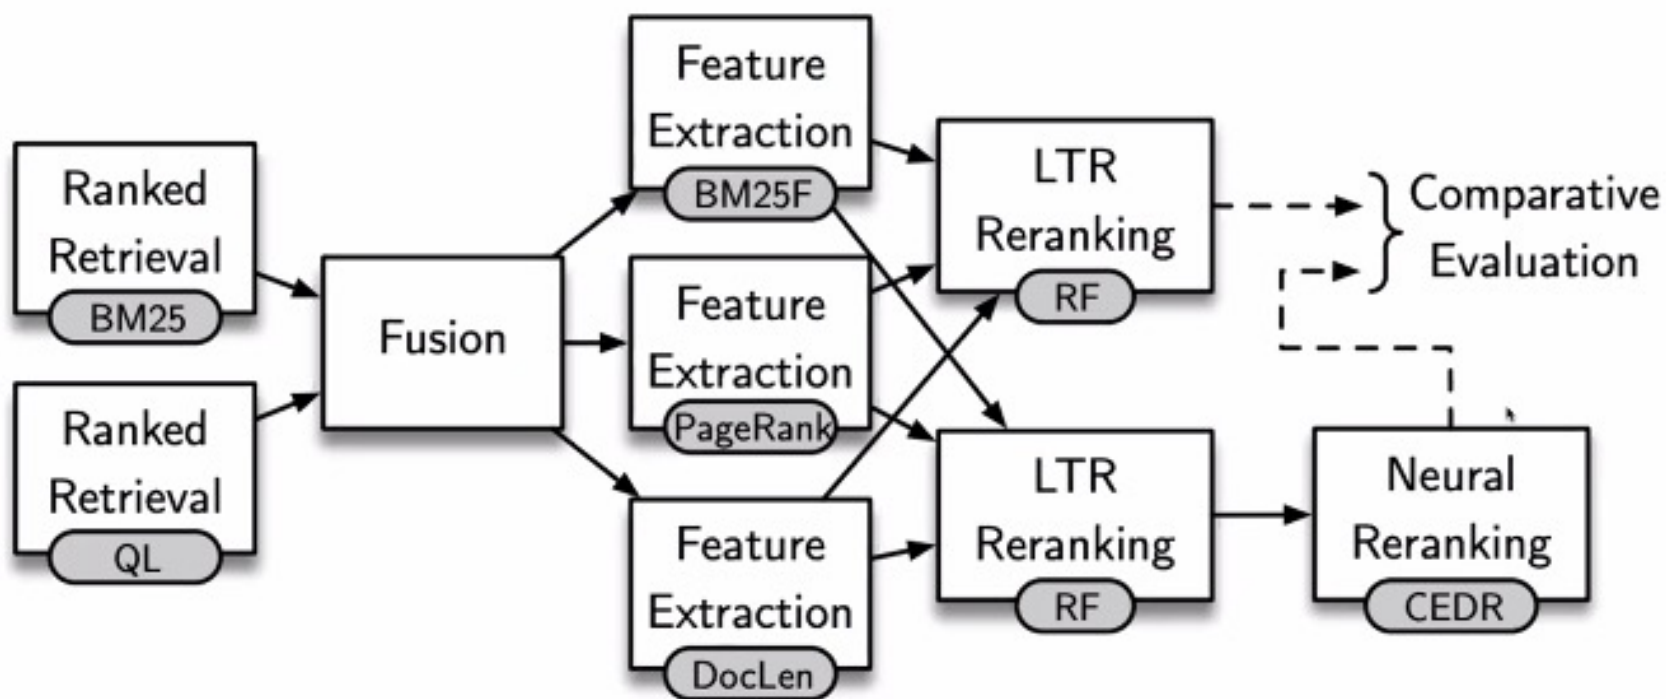 Ranked
Retrieval
BM25
Ranked
Retrieval
QL
Fusion
Feature
Extraction
BM25F
Feature
Extraction
PageRank
Feature
Extraction
DocLen
LTR
Reranking
RF
LTR
Reranking
RF
Neural
Reranking
CEDR
Comparative
Evaluation